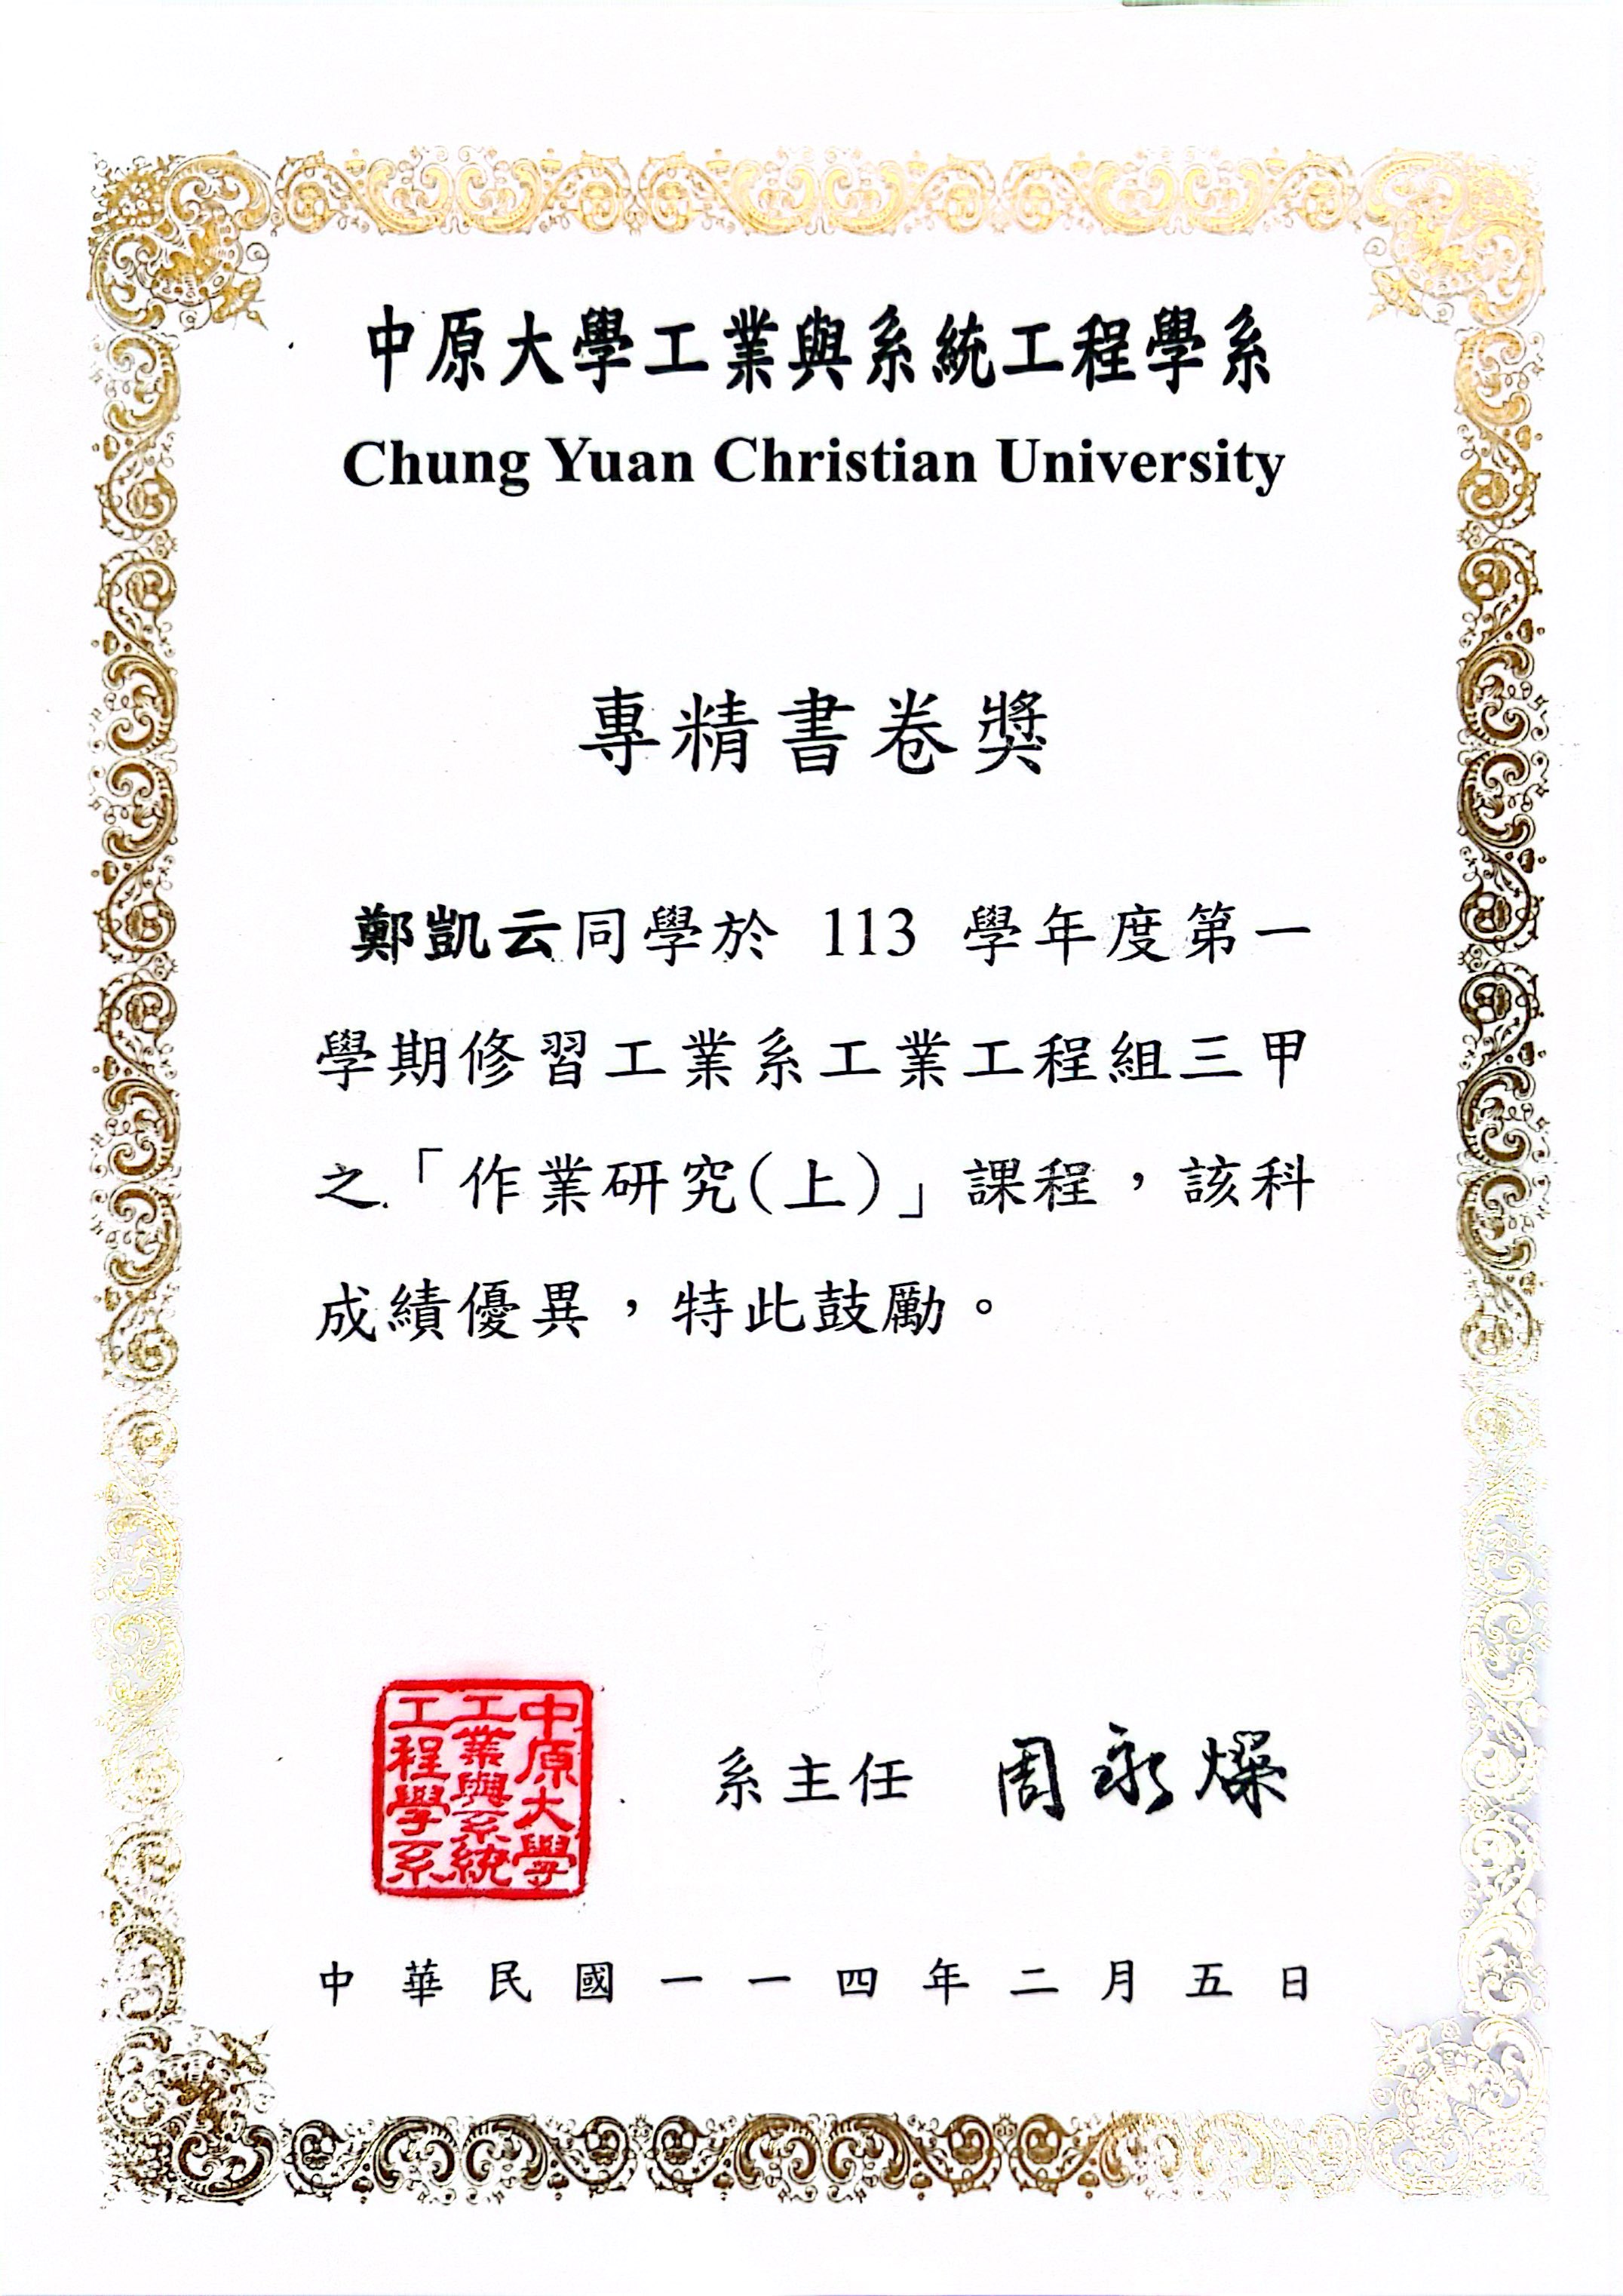 中原大學工業與系統工程學系
Chung Yuan Christian University
專精書卷獎
鄭凱云同學於 113 學年度第一
學期修習工業系工業工程組三甲
之「作業研究(上)」課程，該科
成績優異，特此鼓勵。
中原大學
工業與系統
工程學系
系主任 周永燦
中華民國一一四年二月五日